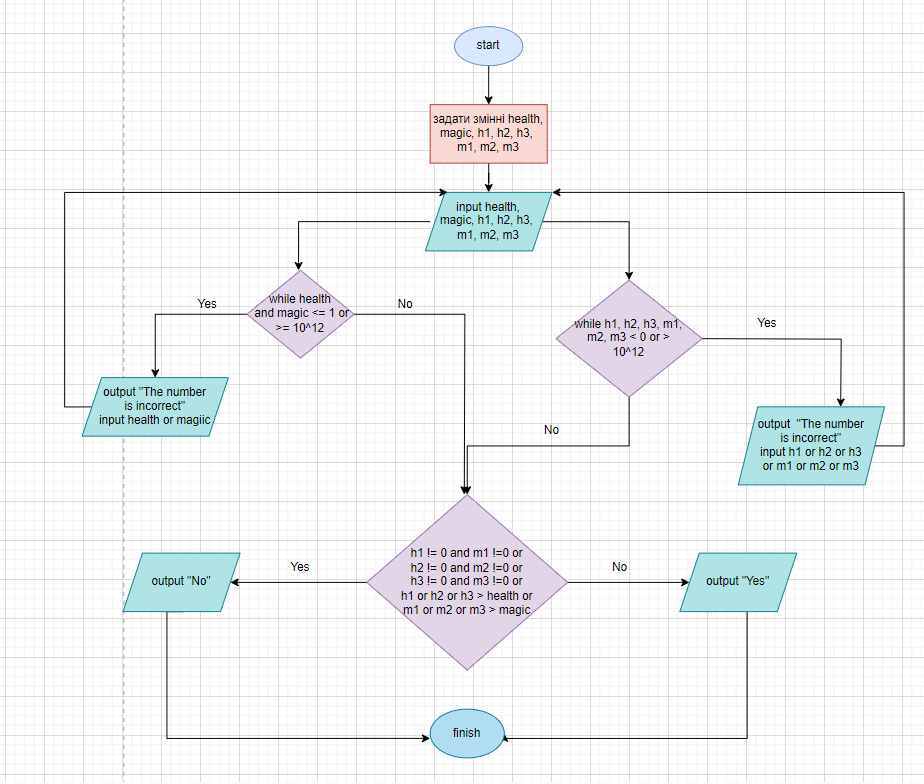 start
задати змінні health,
magic, h1, h2, h3,
m1, m2, m3
input health,
magic, h1, h2, h3,
m1, m2, m3
while health
and magic <= 1 or
>= 10^12
Yes
No
while h1, h2, h3, m1,
m2, m3 < 0 or >
10^12
Yes
No
output "The number
is incorrect"
input health or magiic
output "The number
is incorrect"
input h1 or h2 or h3
or m1 or m2 or m3
h1 != 0 and m1 !=0 or
h2 != 0 and m2 !=0 or
h3 != 0 and m3 !=0 or
h1 or h2 or h3 > health or
m1 or m2 or m3 > magic
Yes
No
output "No"
output "Yes"
finish